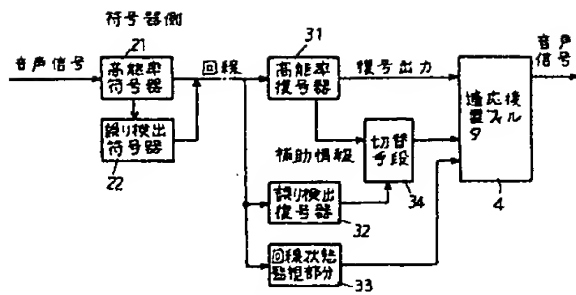 符号器側
21
音声信号
高能率
符号器
回線
誤り検出
符号器
22
31
高能率
復号器
復号出力
補助情報
切替
手段
34
誤り検出
復号器
32
回線状態
監視部分
33
適応後
置フィル
タ
4
音声
信号